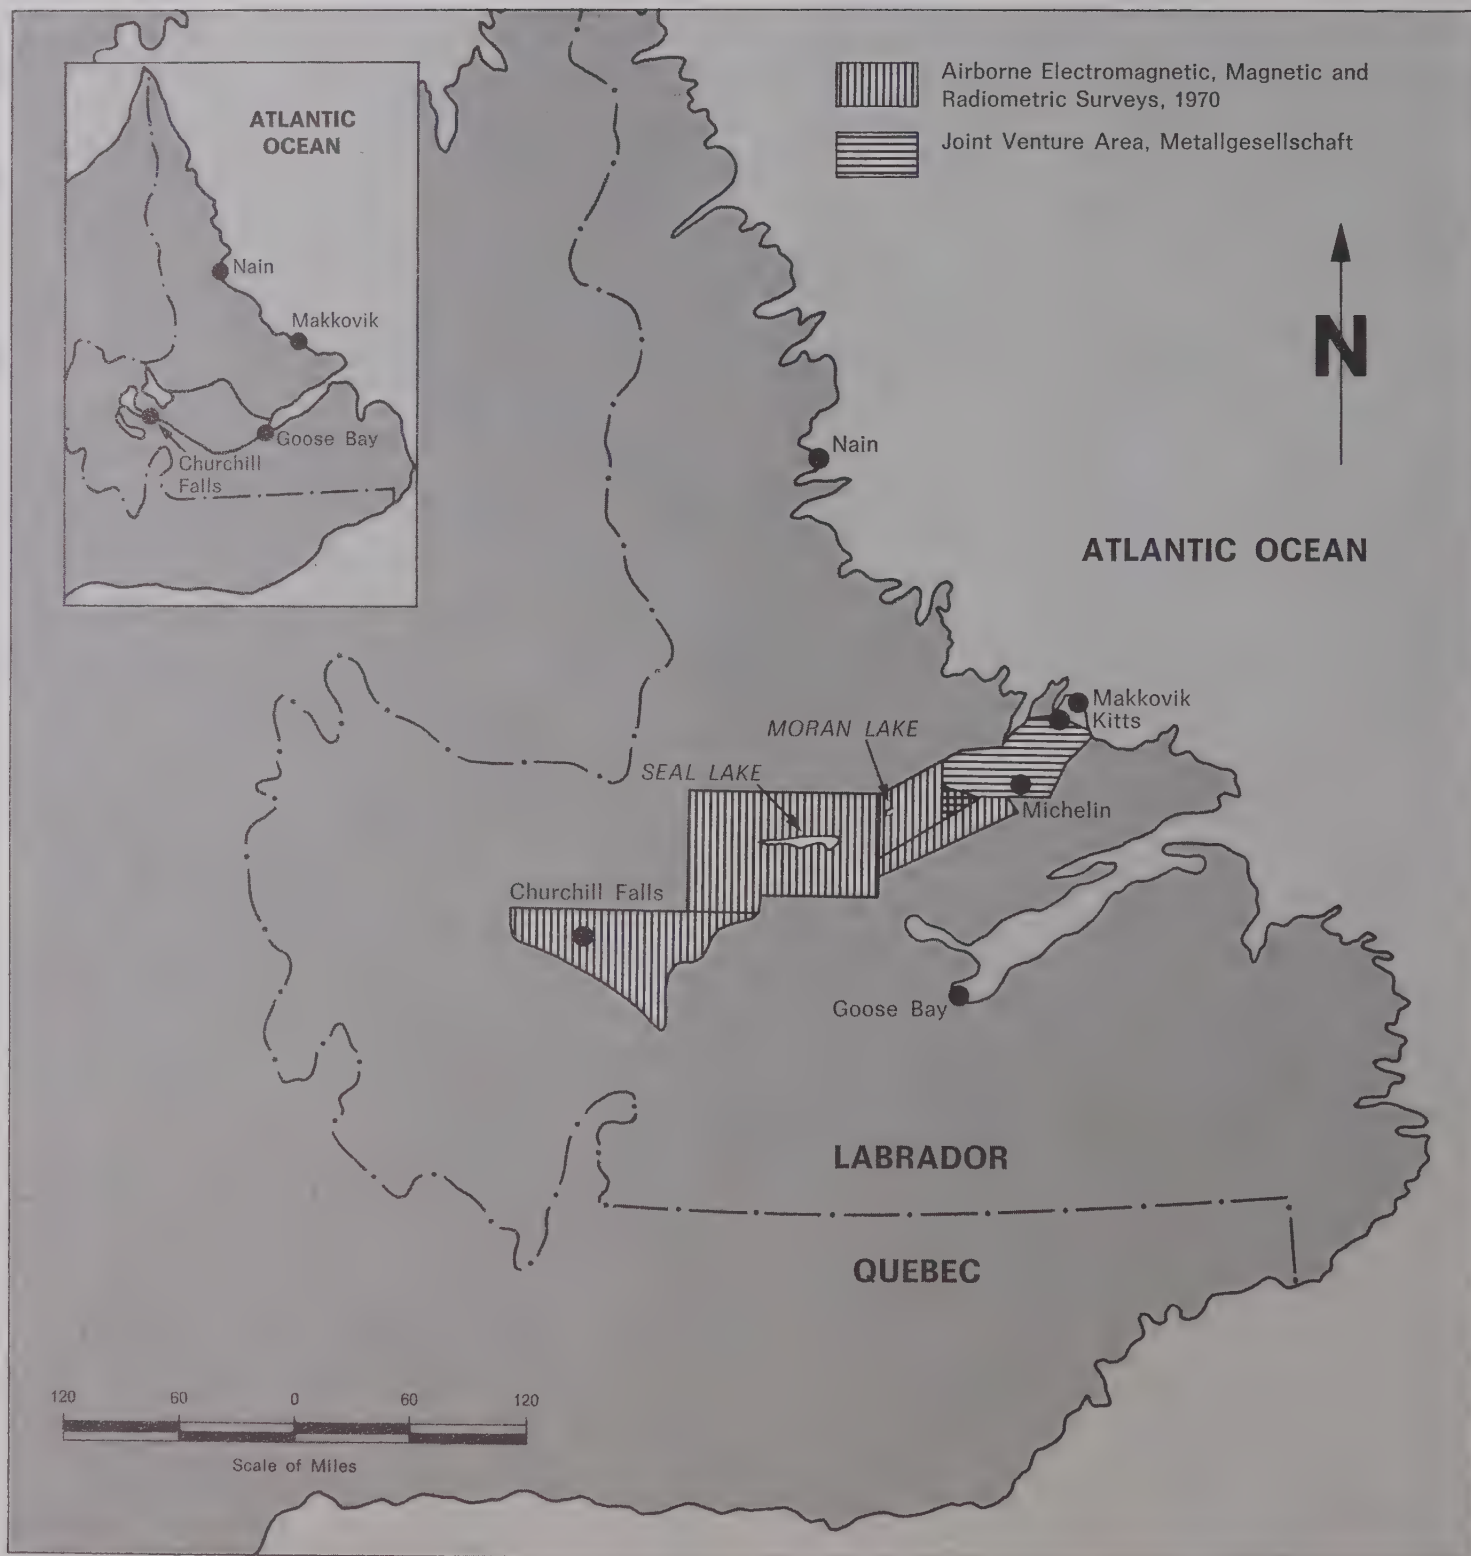 ATLANTIC
OCEAN
Nain
Makkovik
Goose Bay
Churchill
Falls
Airborne Electromagnetic, Magnetic and
Radiometric Surveys, 1970
Joint Venture Area, Metallgesellschaft
N
Nain
ATLANTIC OCEAN
Makkovik
Kitts
MORAN LAKE
SEAL LAKE
Michelin
Churchill Falls
Goose Bay
LABRADOR
QUEBEC
120 60 0 60 120
Scale of Miles